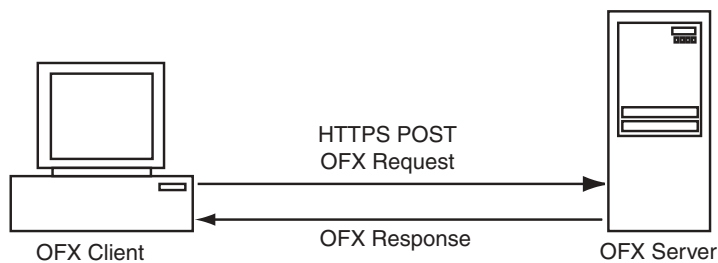 HTTPS POST
OFX Request
OFX Response
OFX Client
OFX Server